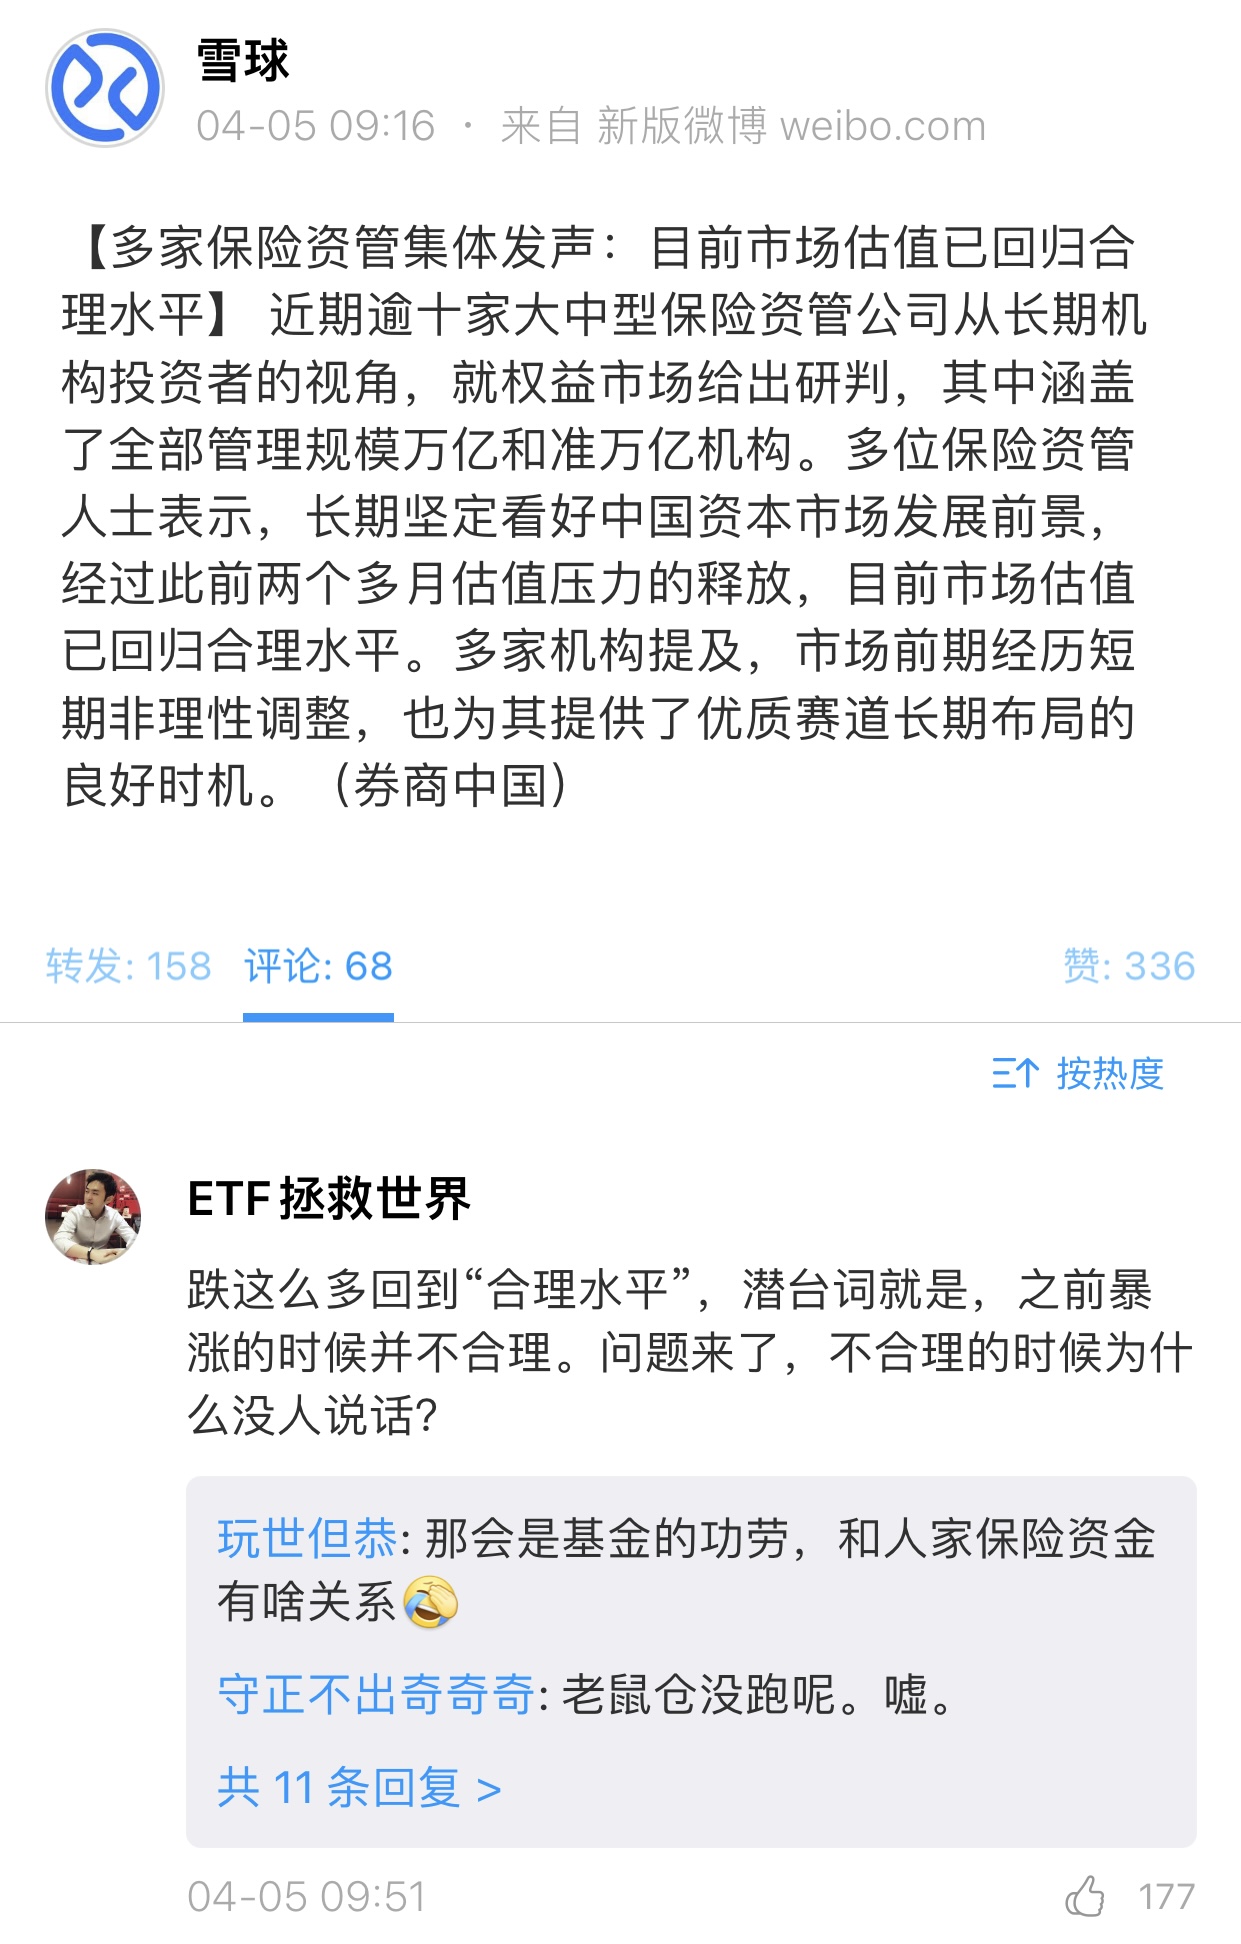 雪球
04-05 09:16 · 来自 新版微博 weibo.com
【多家保险资管集体发声：目前市场估值已回归合
理水平】 近期逾十家大中型保险资管公司从长期机
构投资者的视角，就权益市场给出研判，其中涵盖
了全部管理规模万亿和准万亿机构。多位保险资管
人士表示，长期坚定看好中国资本市场发展前景，
经过此前两个多月估值压力的释放，目前市场估值
已回归合理水平。多家机构提及，市场前期经历短
期非理性调整，也为其提供了优质赛道长期布局的
良好时机。（券商中国）
转发: 158 评论: 68 赞: 336
按热度
ETF拯救世界
跌这么多回到“合理水平”，潜台词就是，之前暴
涨的时候并不合理。问题来了，不合理的时候为什
么没人说话?
玩世但恭: 那会是基金的功劳，和人家保险资金
有啥关系🤣
守正不出奇奇奇: 老鼠仓没跑呢。嘘。
共 11 条回复 >
04-05 09:51 177